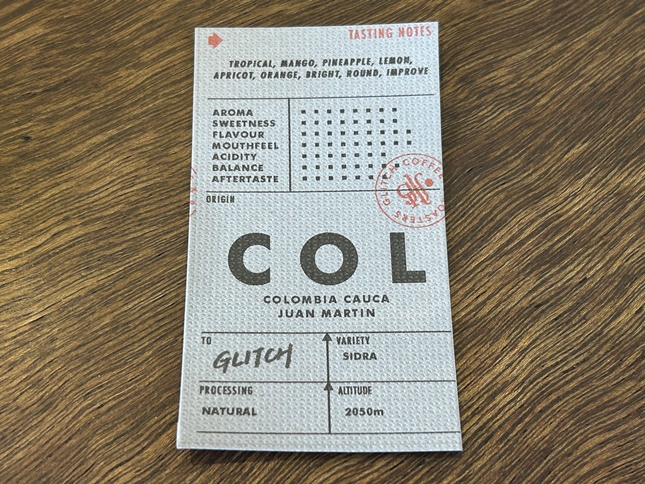 TASTING NOTES
TROPICAL, MANGO, PINEAPPLE, LEMON,
APRICOT, ORANGE, BRIGHT, ROUND, IMPROVE
AROMA
SWEETNESS
FLAVOUR
MOUTHFEEL
ACIDITY
BALANCE
AFTERTASTE
GLITCH COFFEE ROASTERS
ORIGIN
COL
COLOMBIA CAUCA
JUAN MARTIN
TO
GLITCH
VARIETY
SIDRA
PROCESSING
NATURAL
ALTITUDE
2050m